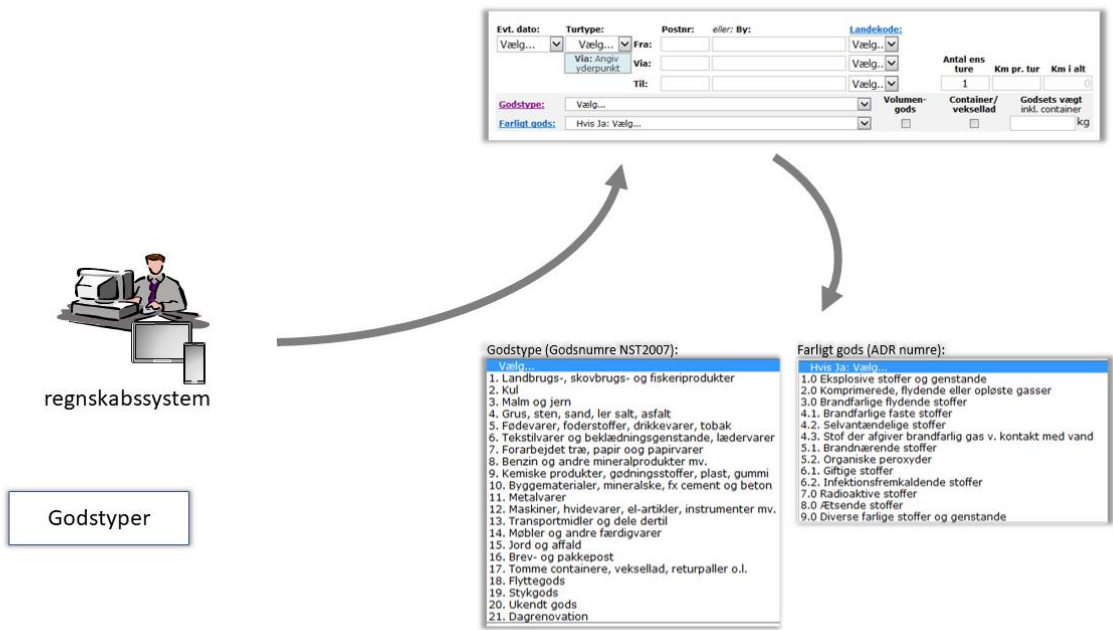 Evt. dato: Turtype: Postnr: eller: By: Landekode:
Vælg... Vælg... Fra: Vælg..
Via: Angiv
yderpunkt
Via: Vælg..
Antal ens
ture Km pr. tur Km i alt
Til: Vælg.. 1 0
Godstype: Vælg... Volumen-
gods Container/
veksellad Godsets vægt
inkl. container
Farligt gods: Hvis Ja: Vælg... kg
regnskabssystem
Godstyper
Godstype (Godsnumre NST2007):
Vælg...
1. Landbrugs-, skovbrugs- og fiskeriprodukter
2. Kul
3. Malm og jern
4. Grus, sten, sand, ler salt, asfalt
5. Fødevarer, foderstoffer, drikkevarer, tobak
6. Tekstilvarer og beklædningsgenstande, lædervarer
7. Forarbejdet træ, papir oog papirvarer
8. Benzin og andre mineralprodukter mv.
9. Kemiske produkter, gødningsstoffer, plast, gummi
10. Byggematerialer, mineralske, fx cement og beton
11. Metalvarer
12. Maskiner, hvidevarer, el-artikler, instrumenter mv.
13. Transportmidler og dele dertil
14. Møbler og andre færdigvarer
15. Jord og affald
16. Brev- og pakkepost
17. Tomme containere, veksellad, returpaller o.l.
18. Flyttegods
19. Stykgods
20. Ukendt gods
21. Dagrenovation
Farligt gods (ADR numre):
Hvis Ja: Vælg...
1.0 Eksplosive stoffer og genstande
2.0 Komprimerede, flydende eller opløste gasser
3.0 Brandfarlige flydende stoffer
4.1. Brandfarlige faste stoffer
4.2. Selvantændelige stoffer
4.3. Stof der afgiver brandfarlig gas v. kontakt med vand
5.1. Brandnærende stoffer
5.2. Organiske peroxyder
6.1. Giftige stoffer
6.2. Infektionsfremkaldende stoffer
7.0 Radioaktive stoffer
8.0 Ætsende stoffer
9.0 Diverse farlige stoffer og genstande